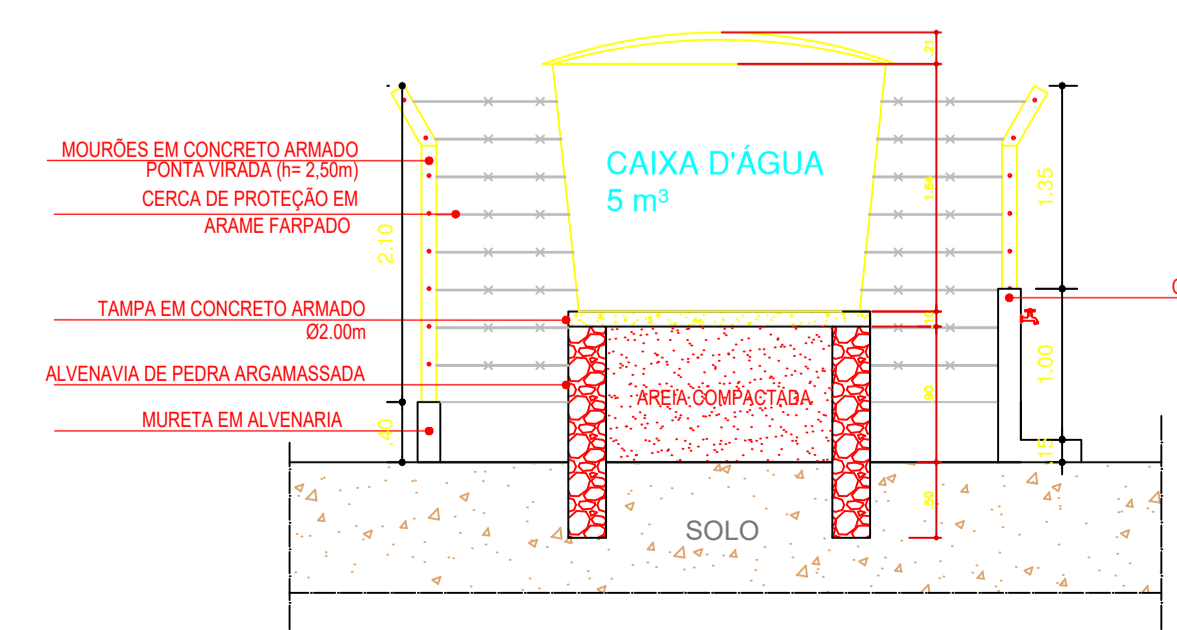 .21
MOURÕES EM CONCRETO ARMADO
PONTA VIRADA (h= 2,50m)
CERCA DE PROTEÇÃO EM
ARAME FARPADO
CAIXA D'ÁGUA
5 m³
1.64
1.35
2.10
TAMPA EM CONCRETO ARMADO
Ø2.00m
.10
ALVENAVIA DE PEDRA ARGAMASSADA
AREIA COMPACTADA
.90
1.00
MURETA EM ALVENARIA
.40
.15
.50
SOLO